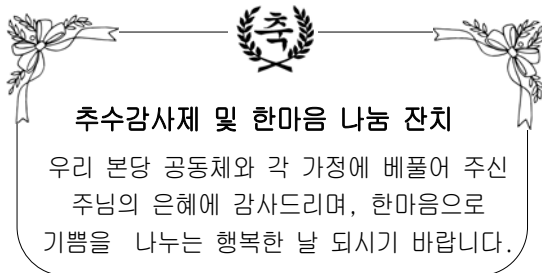 축
추수감사제 및 한마음 나눔 잔치
우리 본당 공동체와 각 가정에 베풀어 주신
주님의 은혜에 감사드리며, 한마음으로
기쁨을 나누는 행복한 날 되시기 바랍니다.